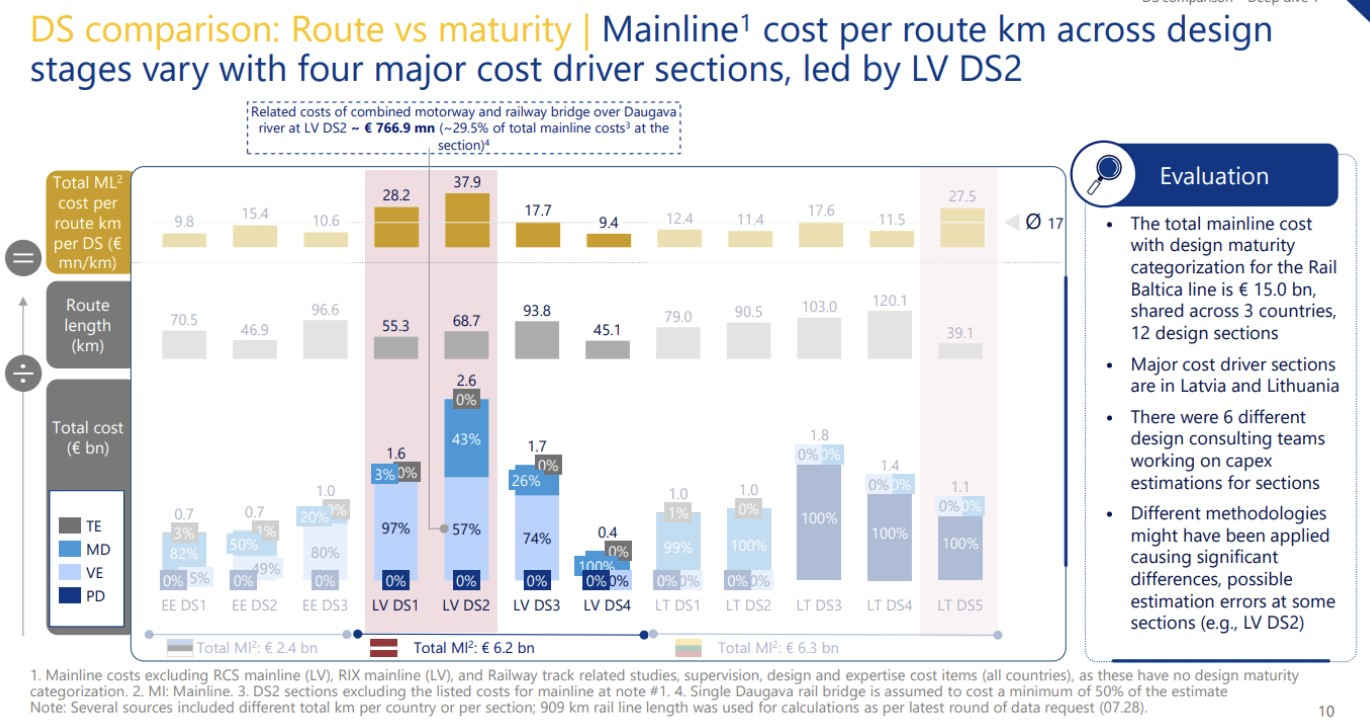 DS comparison: Route vs maturity | Mainline¹ cost per route km across design
stages vary with four major cost driver sections, led by LV DS2
Related costs of combined motorway and railway bridge over Daugava
river at LV DS2 ~ € 766.9 mn (~29.5% of total mainline costs³ at the
section)⁴
Total ML²
cost per
route km
per DS (€
mn/km)
9.8 15.4 10.6 28.2 37.9 17.7 9.4 12.4 11.4 17.6 11.5 27.5
Ø 17
=
Route
length
(km)
70.5 46.9 96.6 55.3 68.7 93.8 45.1 79.0 90.5 103.0 120.1 39.1
÷
Total cost
(€ bn)
TE
MD
VE
PD
0.7 0.7 1.0 1.6 2.6 1.7 0.4 1.0 1.0 1.8 1.4 1.1
3% 1% 0% 0% 0% 0% 0% 1% 0% 0% 0% 0%
82% 50% 20% 3% 43% 26% 100% 99% 100% 0% 0% 0%
5% 49% 80% 97% 57% 74% 0% 0% 0% 100% 100% 100%
0% 0% 0% 0% 0% 0% 0% 0% 0%
EE DS1 EE DS2 EE DS3 LV DS1 LV DS2 LV DS3 LV DS4 LT DS1 LT DS2 LT DS3 LT DS4 LT DS5
Total Ml²: € 2.4 bn Total Ml²: € 6.2 bn Total Ml²: € 6.3 bn
Evaluation
• The total mainline cost
with design maturity
categorization for the Rail
Baltica line is € 15.0 bn,
shared across 3 countries,
12 design sections
• Major cost driver sections
are in Latvia and Lithuania
• There were 6 different
design consulting teams
working on capex
estimations for sections
• Different methodologies
might have been applied
causing significant
differences, possible
estimation errors at some
sections (e.g., LV DS2)
1. Mainline costs excluding RCS mainline (LV), RIX mainline (LV), and Railway track related studies, supervision, design and expertise cost items (all countries), as these have no design maturity
categorization. 2. Ml: Mainline. 3. DS2 sections excluding the listed costs for mainline at note #1. 4. Single Daugava rail bridge is assumed to cost a minimum of 50% of the estimate
Note: Several sources included different total km per country or per section; 909 km rail line length was used for calculations as per latest round of data request (07.28).
10